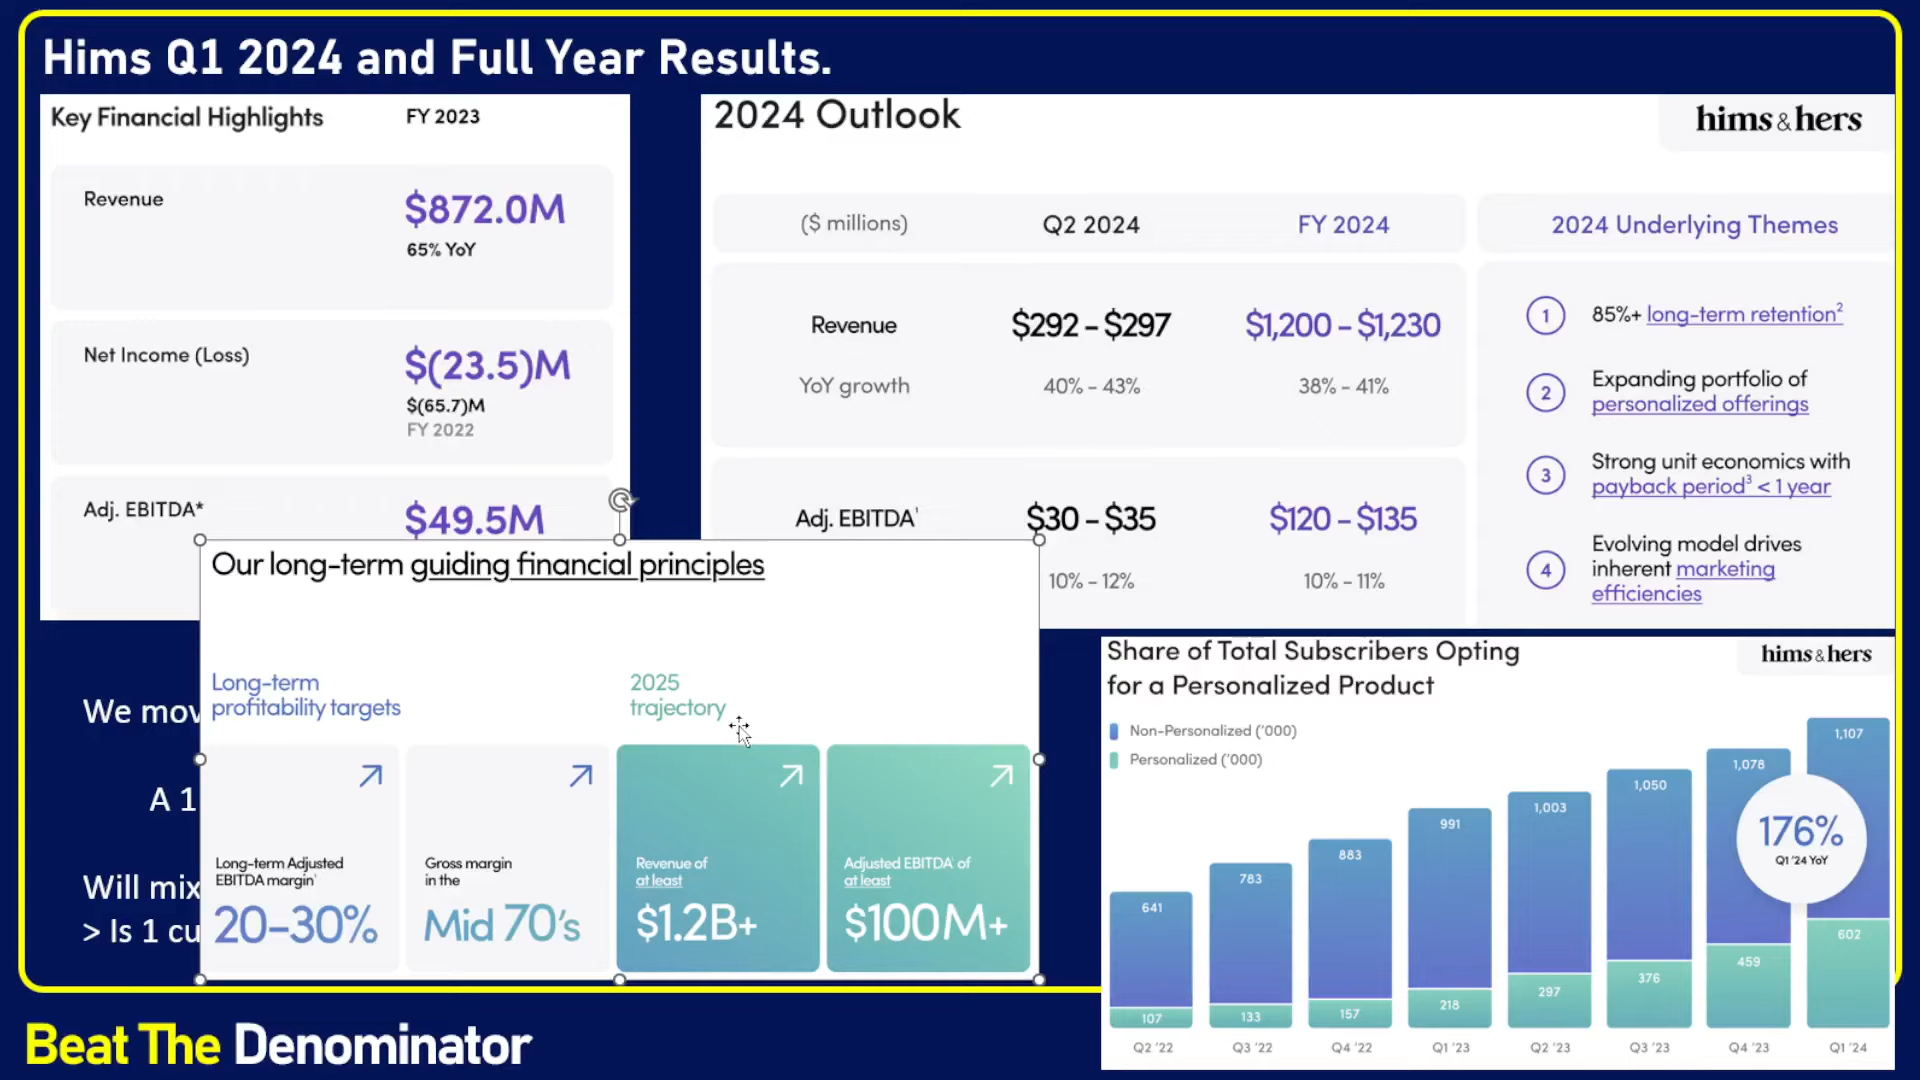 Hims Q1 2024 and Full Year Results.
Key Financial Highlights FY 2023
Revenue $872.0M
65% YoY
Net Income (Loss) $(23.5)M
$(65.7)M
FY 2022
Adj. EBITDA* $49.5M
2024 Outlook
hims & hers
($ millions) Q2 2024 FY 2024
Revenue $292 – $297 $1,200 – $1,230
YoY growth 40% – 43% 38% – 41%
Adj. EBITDA¹ $30 – $35 $120 – $135
10% – 12% 10% – 11%
2024 Underlying Themes
1 85%+ long-term retention²
2 Expanding portfolio of
personalized offerings
3 Strong unit economics with
payback period³ < 1 year
4 Evolving model drives
inherent marketing
efficiencies
Our long-term guiding financial principles
Long-term
profitability targets
2025
trajectory
Long-term Adjusted
EBITDA margin¹
20–30%
Gross margin
in the
Mid 70's
Revenue of
at least
$1.2B+
Adjusted EBITDA¹ of
at least
$100M+
We mov
A 1
Will mix
> Is 1 cu
Share of Total Subscribers Opting
for a Personalized Product
hims & hers
Non-Personalized ('000)
Personalized ('000)
641 783 883 991 1,003 1,050 1,078 1,107
107 133 157 218 297 376 459 602
176%
Q1 '24 YoY
Q2 '22 Q3 '22 Q4 '22 Q1 '23 Q2 '23 Q3 '23 Q4 '23 Q1 '24
Beat The Denominator